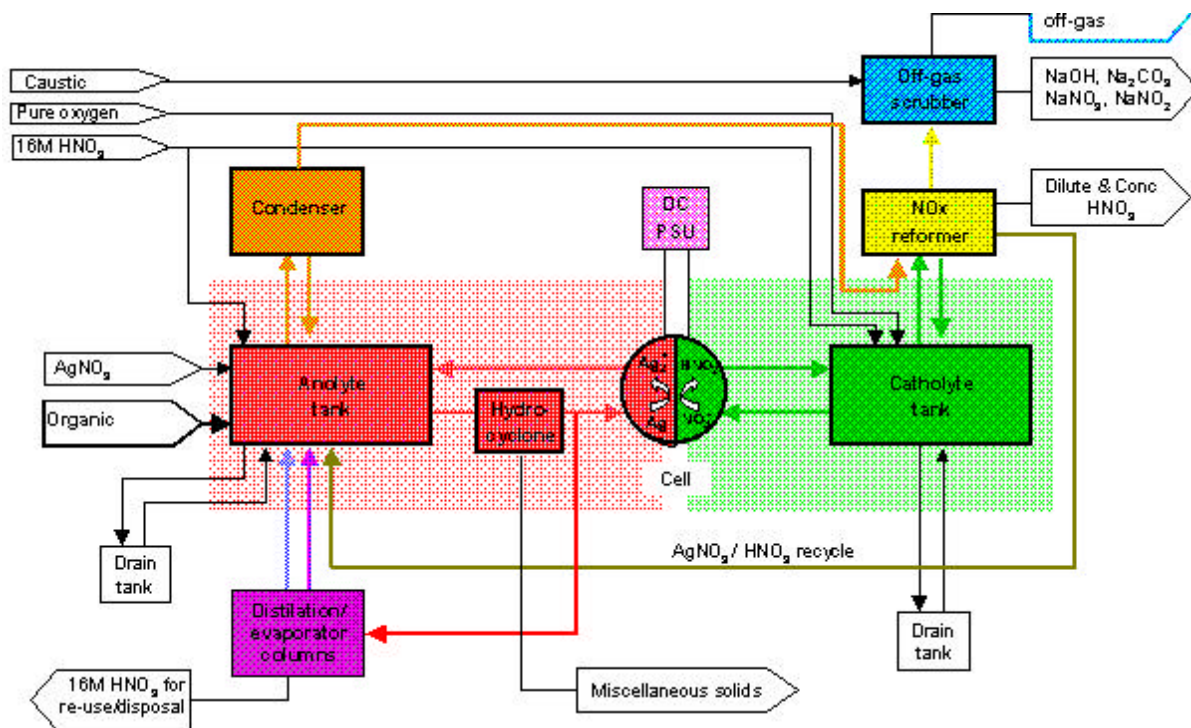 off-gas
Caustic
Off-gas
scrubber
NaOH, Na₂CO₃
NaNO₃, NaNO₂
Pure oxygen
16M HNO₃
Condenser
DC
PSU
NOx
reformer
Dilute & Conc
HNO₃
AgNO₃
Organic
Anolyte
tank
Hydro-
cyclone
Catholyte
tank
Cell
AgNO₃ / HNO₃ recycle
Drain
tank
Distilation/
evaporator
columns
Drain
tank
16M HNO₃ for
re-use/disposal
Miscellaneous solids